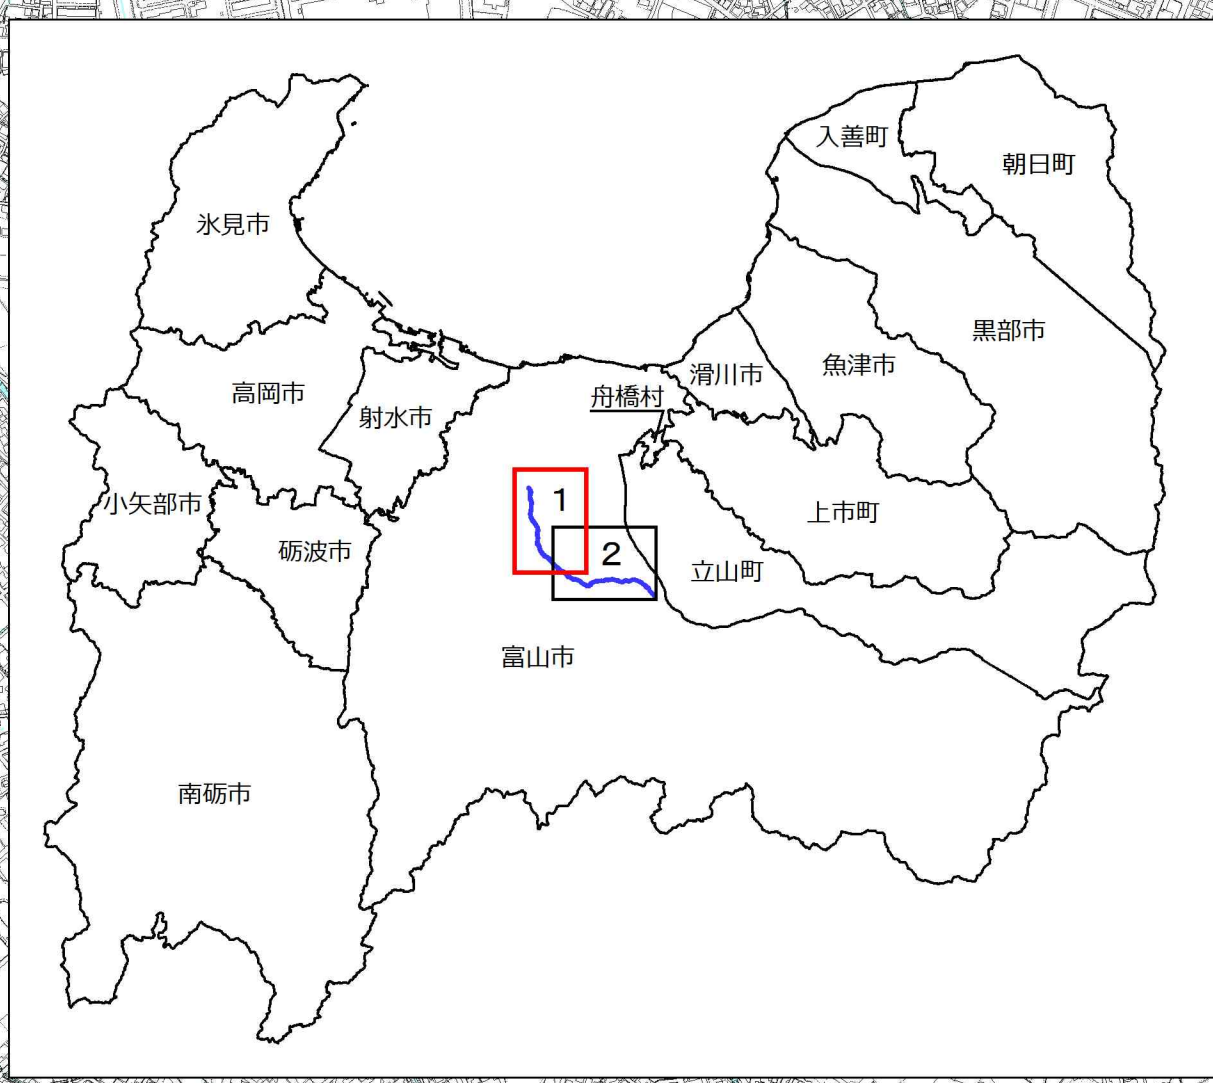 入善町
朝日町
氷見市
黒部市
魚津市
滑川市
高岡市
舟橋村
射水市
1
小矢部市
上市町
砺波市
2
立山町
富山市
南砺市